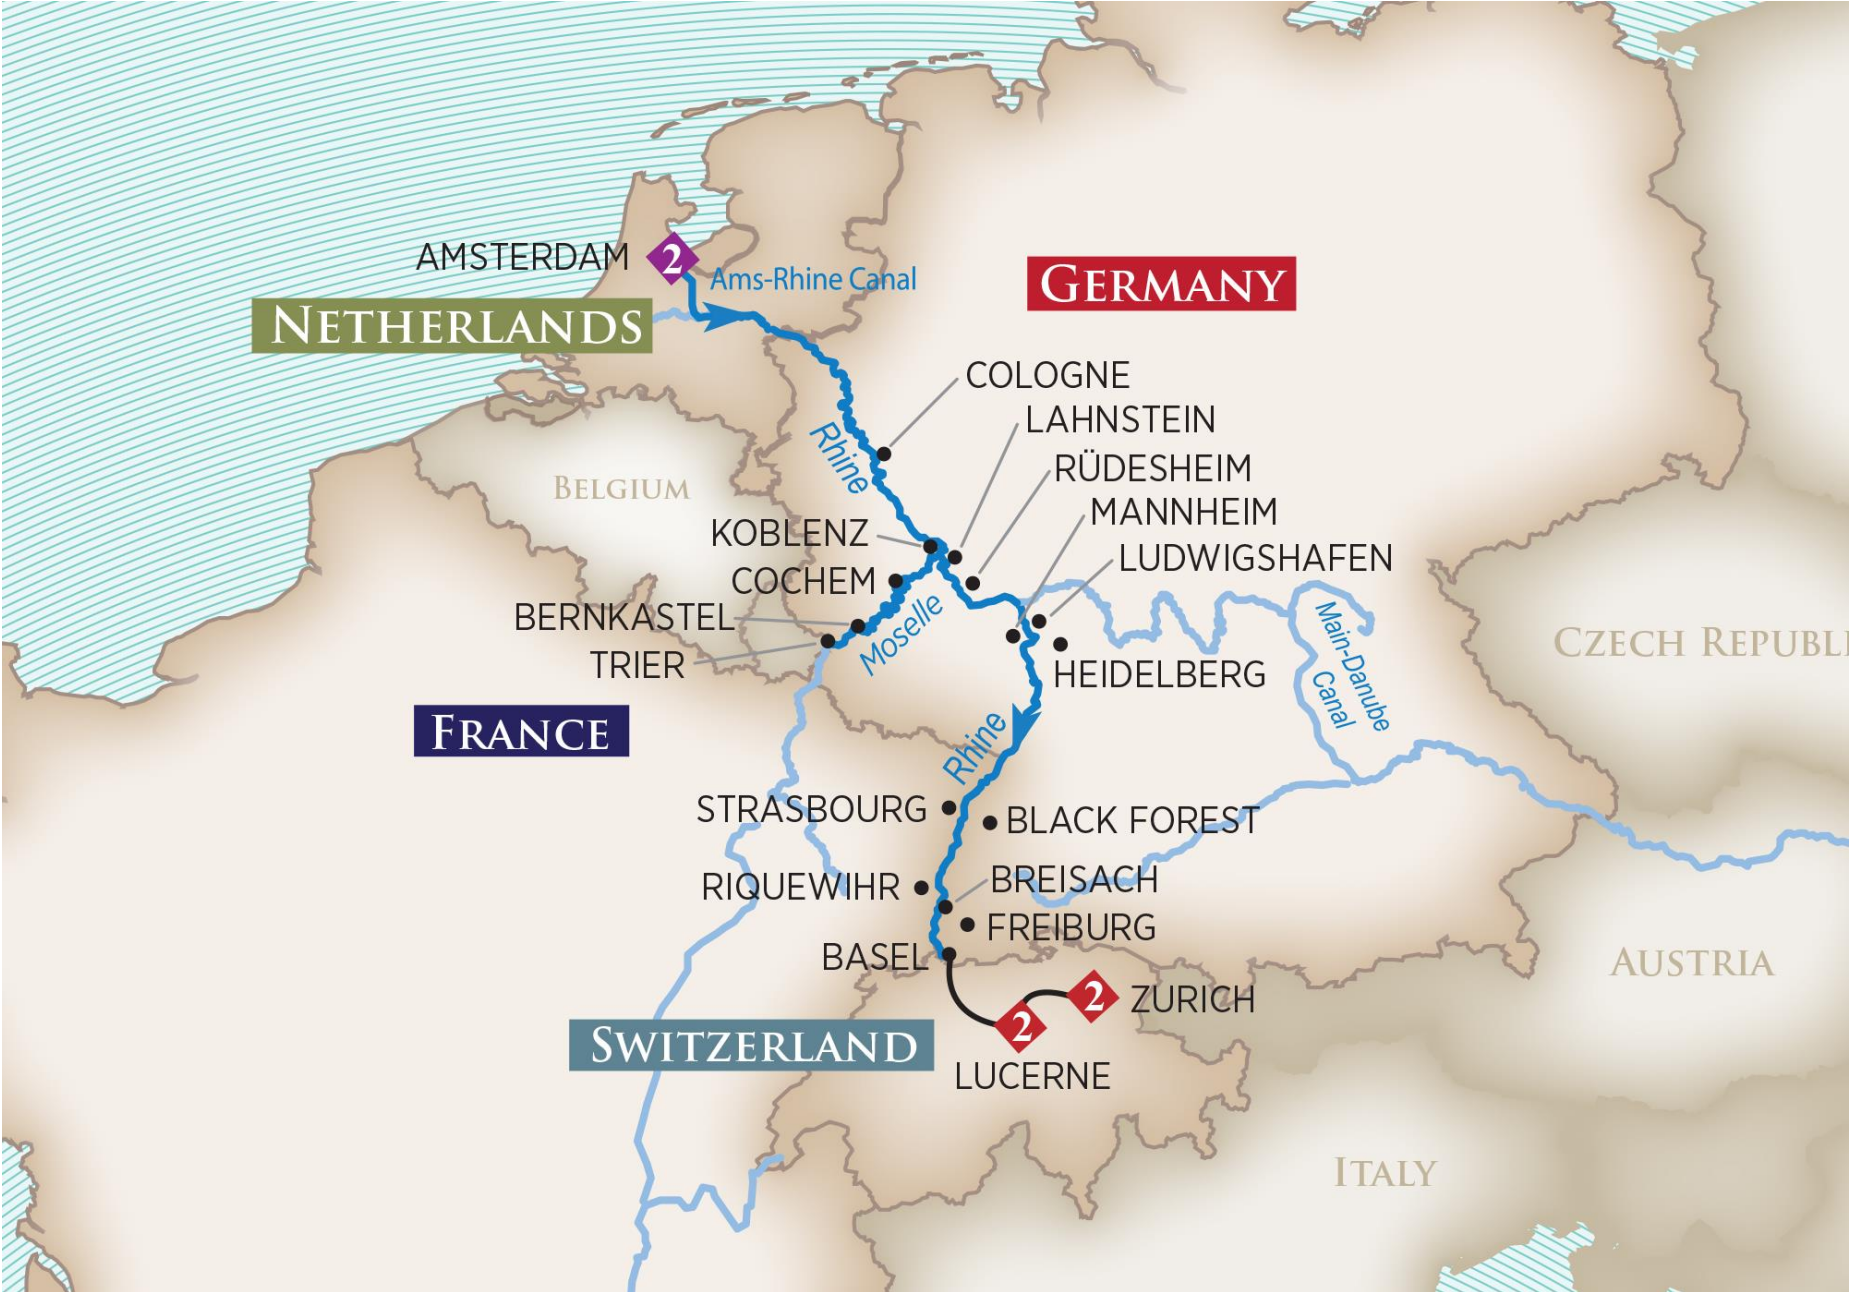 AMSTERDAM
2
Ams-Rhine Canal
GERMANY
NETHERLANDS
COLOGNE
LAHNSTEIN
Rhine
RÜDESHEIM
BELGIUM
MANNHEIM
KOBLENZ
LUDWIGSHAFEN
COCHEM
BERNKASTEL
Moselle
Main-Danube
Canal
CZECH REPUBLI
TRIER
HEIDELBERG
FRANCE
Rhine
STRASBOURG
BLACK FOREST
RIQUEWIHR
BREISACH
FREIBURG
BASEL
AUSTRIA
2
ZURICH
2
SWITZERLAND
LUCERNE
ITALY